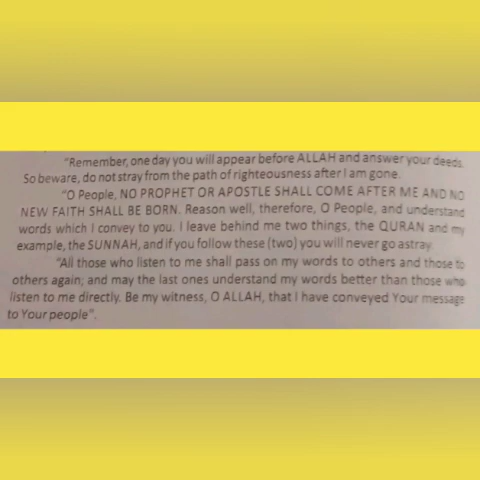 "Remember, one day you will appear before ALLAH and answer your deeds.
So beware, do not stray from the path of righteousness after I am gone.
"O People, NO PROPHET OR APOSTLE SHALL COME AFTER ME AND NO
NEW FAITH SHALL BE BORN. Reason well, therefore, O People, and understand
words which I convey to you. I leave behind me two things, the QURAN and my
example, the SUNNAH, and if you follow these (two) you will never go astray.
"All those who listen to me shall pass on my words to others and those to
others again; and may the last ones understand my words better than those who
listen to me directly. Be my witness, O ALLAH, that I have conveyed Your message
to Your people".